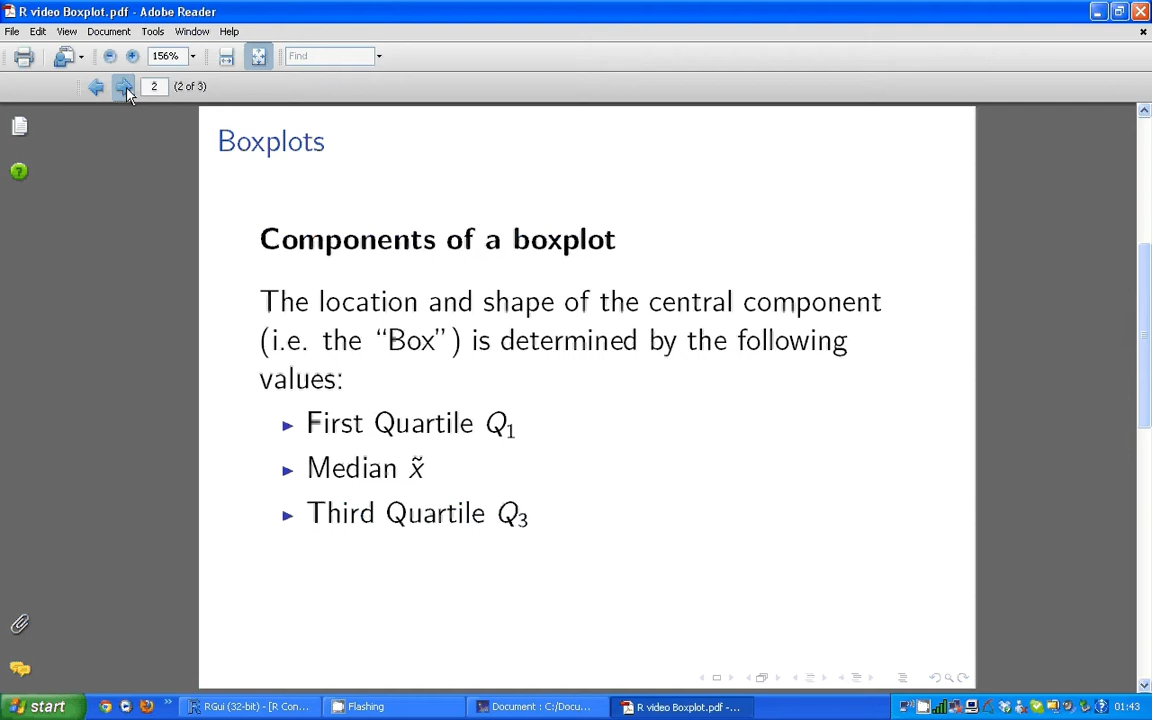 R video Boxplot.pdf - Adobe Reader
File Edit View Document Tools Window Help
156% Find
2 (2 of 3)
Boxplots
Components of a boxplot
The location and shape of the central component
(i.e. the “Box”) is determined by the following
values:
First Quartile Q1
Median x̃
Third Quartile Q3
start RGui (32-bit) - [R Con... Flashing Document : C:/Docu... R video Boxplot.pdf -... 01:43